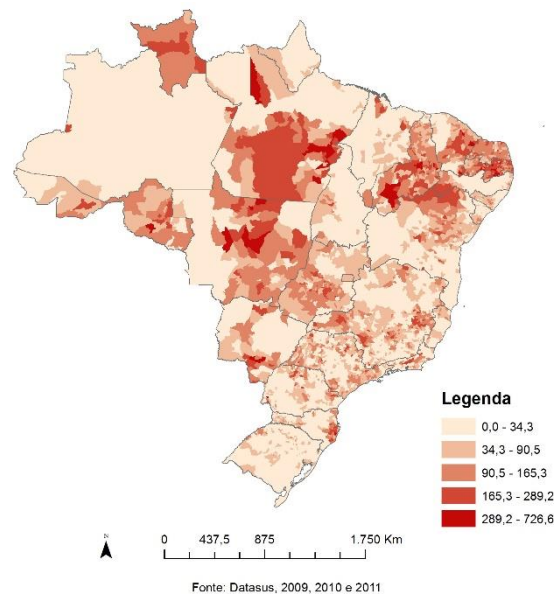 Legenda
0,0 - 34,3
34,3 - 90,5
90,5 - 165,3
165,3 - 289,2
289,2 - 726,6
0 437,5 875 1.750 Km
Fonte: Datasus, 2009, 2010 e 2011